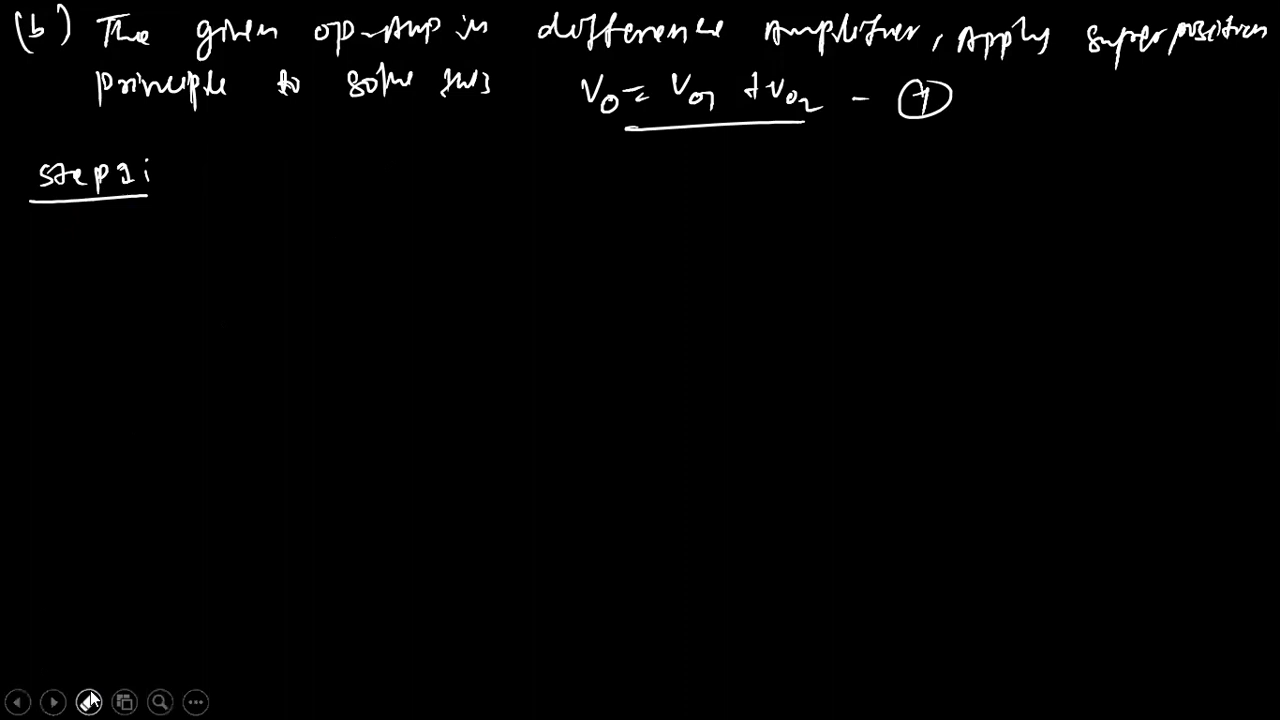 (b) The given op-Amp is difference Amplifier, Apply superposition
principle to solve this V₀ = V₀₁ + V₀₂ - ①
Step 1: